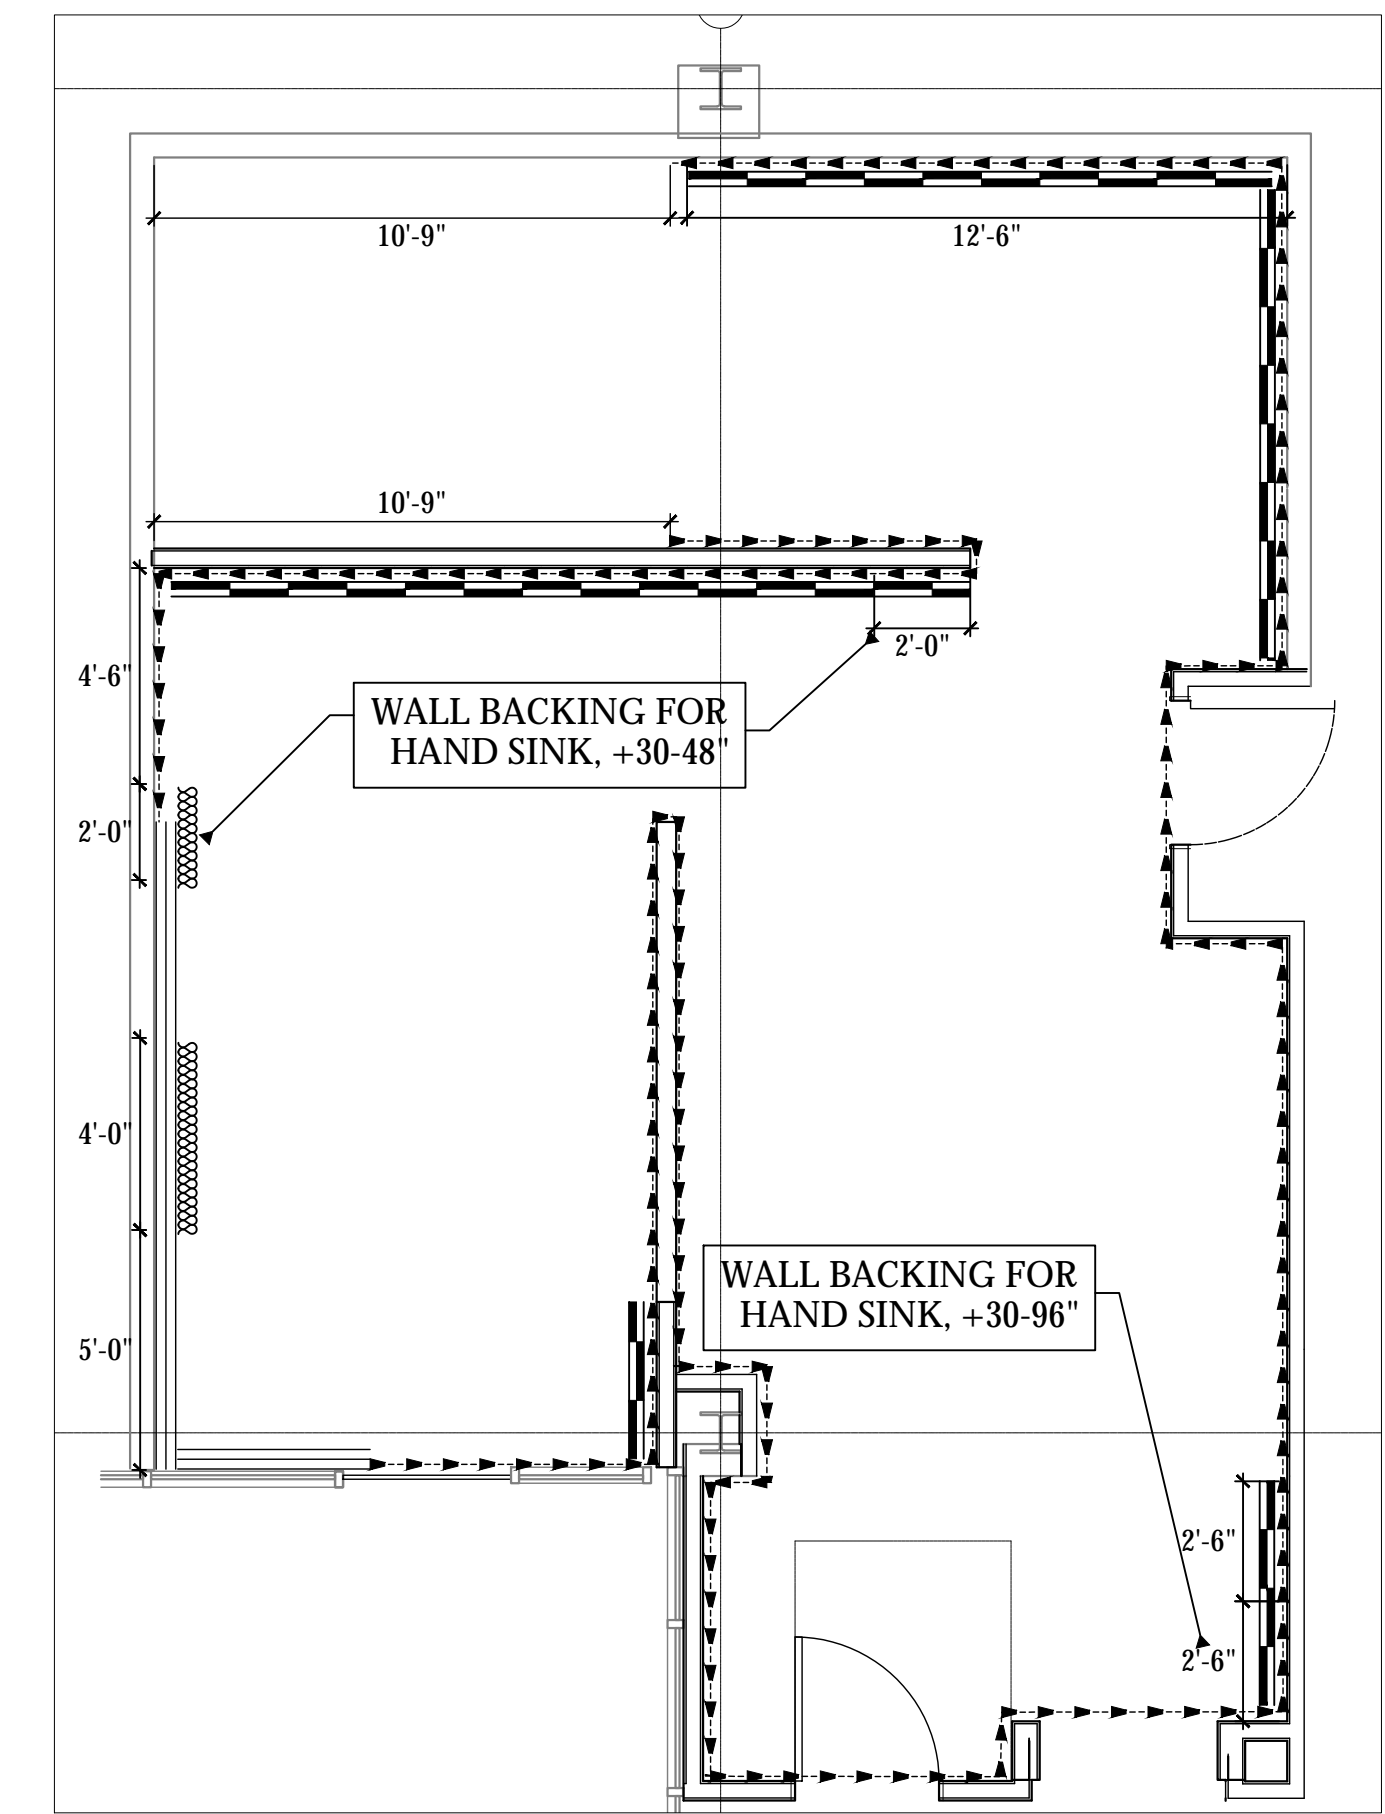 10'-9"
12'-6"
10'-9"
2'-0"
4'-6"
WALL BACKING FOR
HAND SINK, +30-48"
2'-0"
4'-0"
WALL BACKING FOR
HAND SINK, +30-96"
5'-0"
2'-6"
2'-6"